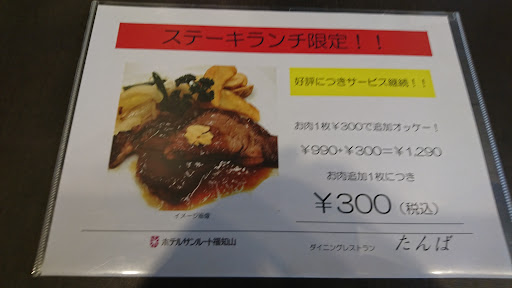 ステーキランチ限定！！
好評につきサービス継続！！
お肉1枚￥300で追加オッケー！
￥990+￥300=￥1,290
お肉追加1枚につき
￥300（税込）
イメージ画像
ホテルサンルート福知山
ダイニングレストラン たんば